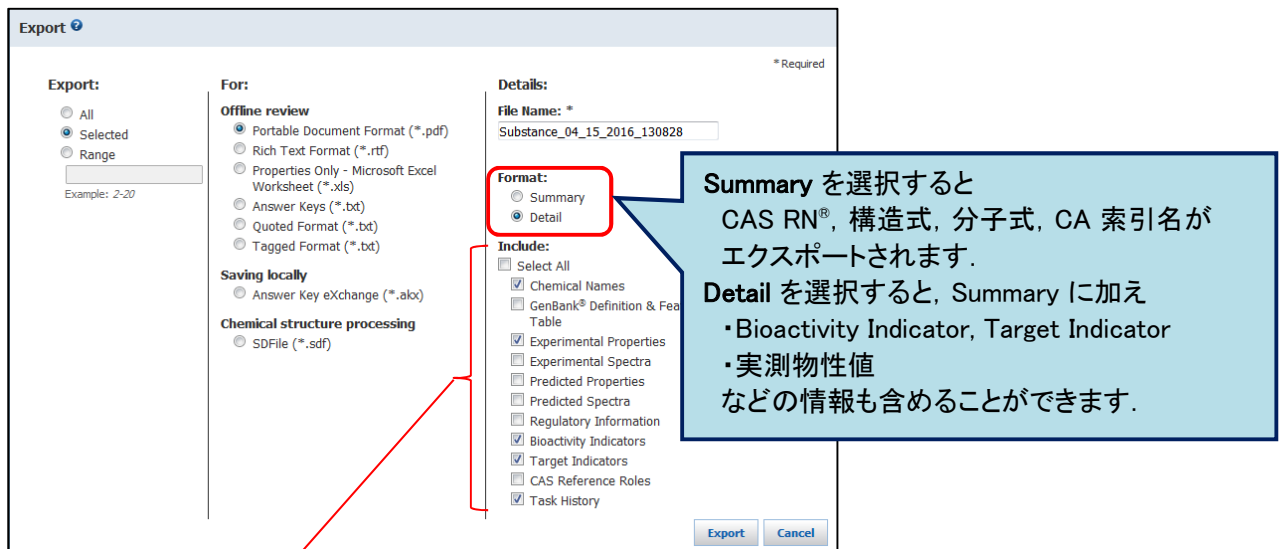 Export ?
* Required
Export:
All
Selected
Range
Example: 2-20
For:
Offline review
Portable Document Format (*.pdf)
Rich Text Format (*.rtf)
Properties Only - Microsoft Excel
Worksheet (*.xls)
Answer Keys (*.txt)
Quoted Format (*.txt)
Tagged Format (*.txt)
Saving locally
Answer Key eXchange (*.akx)
Chemical structure processing
SDFile (*.sdf)
Details:
File Name: *
Substance_04_15_2016_130828
Format:
Summary
Detail
Include:
Select All
Chemical Names
GenBank® Definition & Fea
Table
Experimental Properties
Experimental Spectra
Predicted Properties
Predicted Spectra
Regulatory Information
Bioactivity Indicators
Target Indicators
CAS Reference Roles
Task History
Export Cancel
Summary を選択すると
CAS RN®, 構造式, 分子式, CA 索引名が
エクスポートされます.
Detail を選択すると, Summary に加え
・Bioactivity Indicator, Target Indicator
・実測物性値
などの情報も含めることができます.